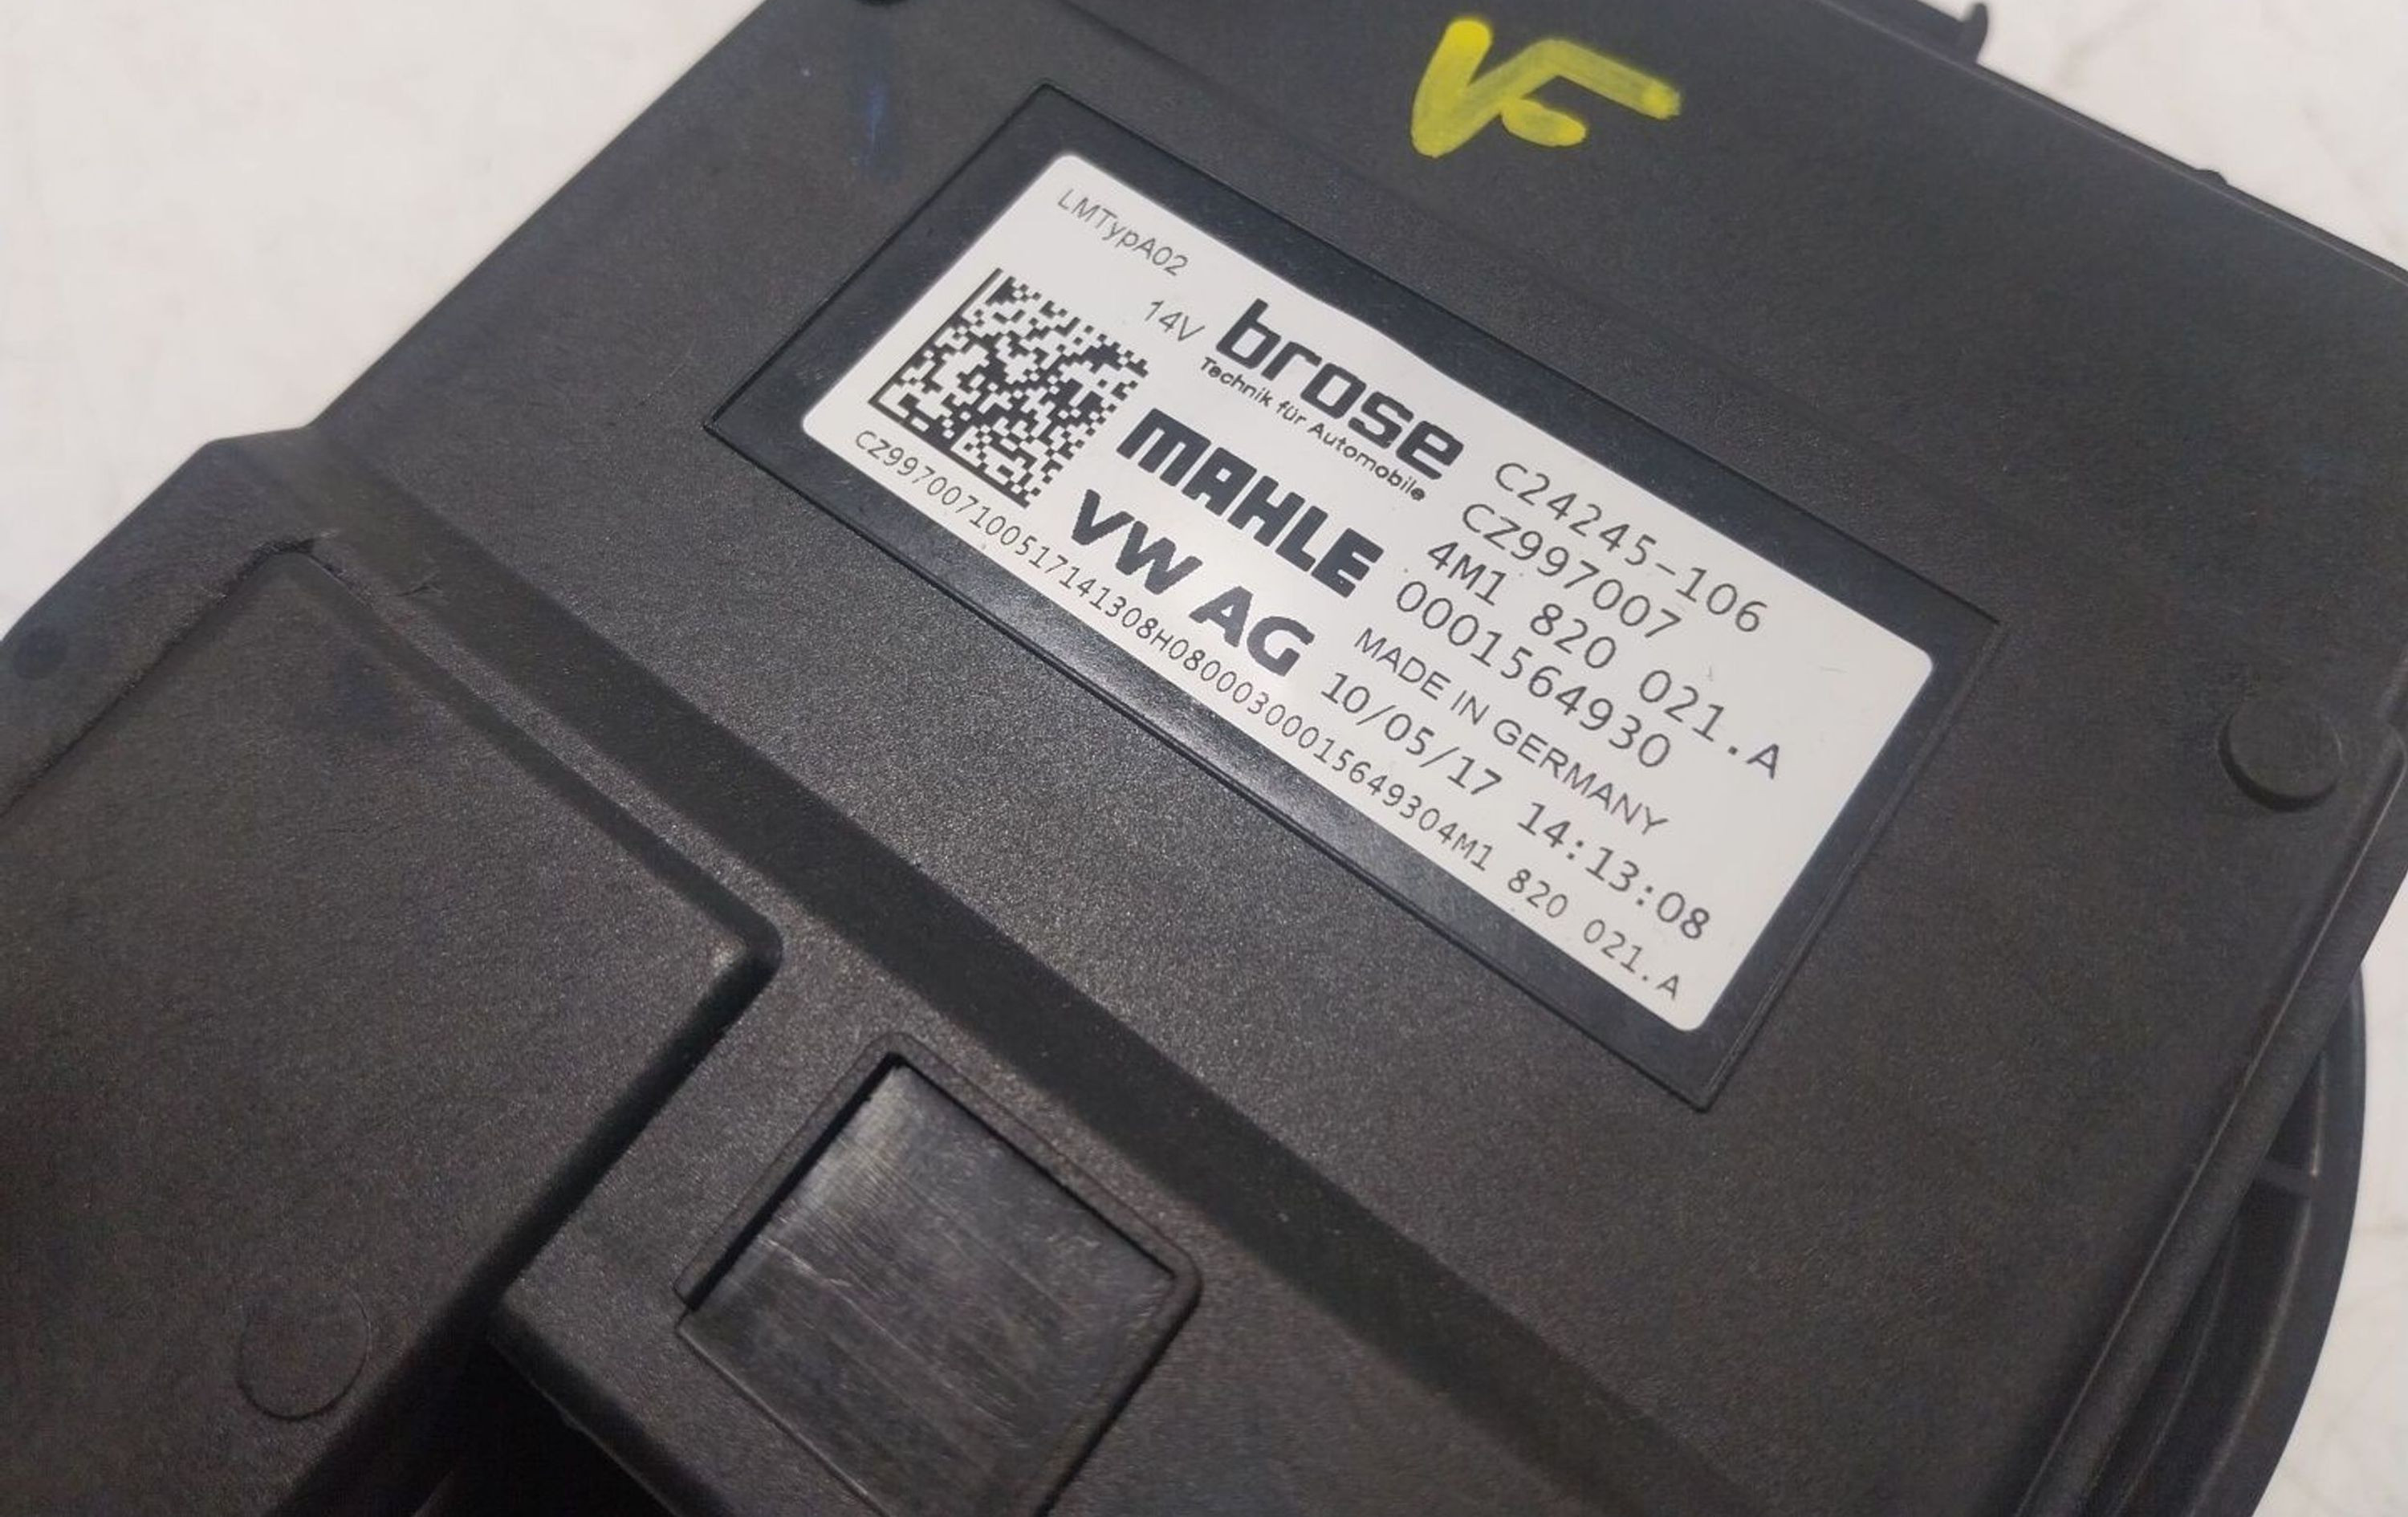 VF
LMTypA02
14V
brose
Technik für Automobile
MAHLE
VW AG
C24245-106
CZ997007
4M1 820 021.A
0001564930
MADE IN GERMANY
10/05/17 14:13:08
CZ997007100517141308H08000300015649304M1 820 021.A